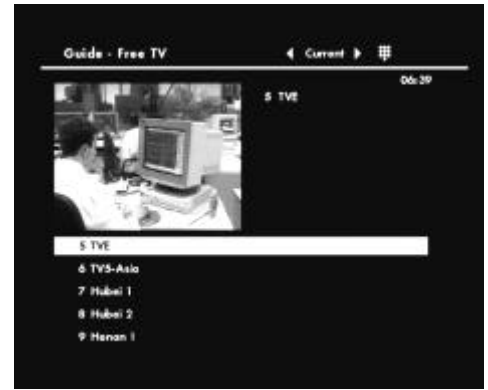 Guide - Free TV
Current
06:39
5 TVE
5 TVE
6 TV5-Asia
7 Hubei 1
8 Hubei 2
9 Henan 1